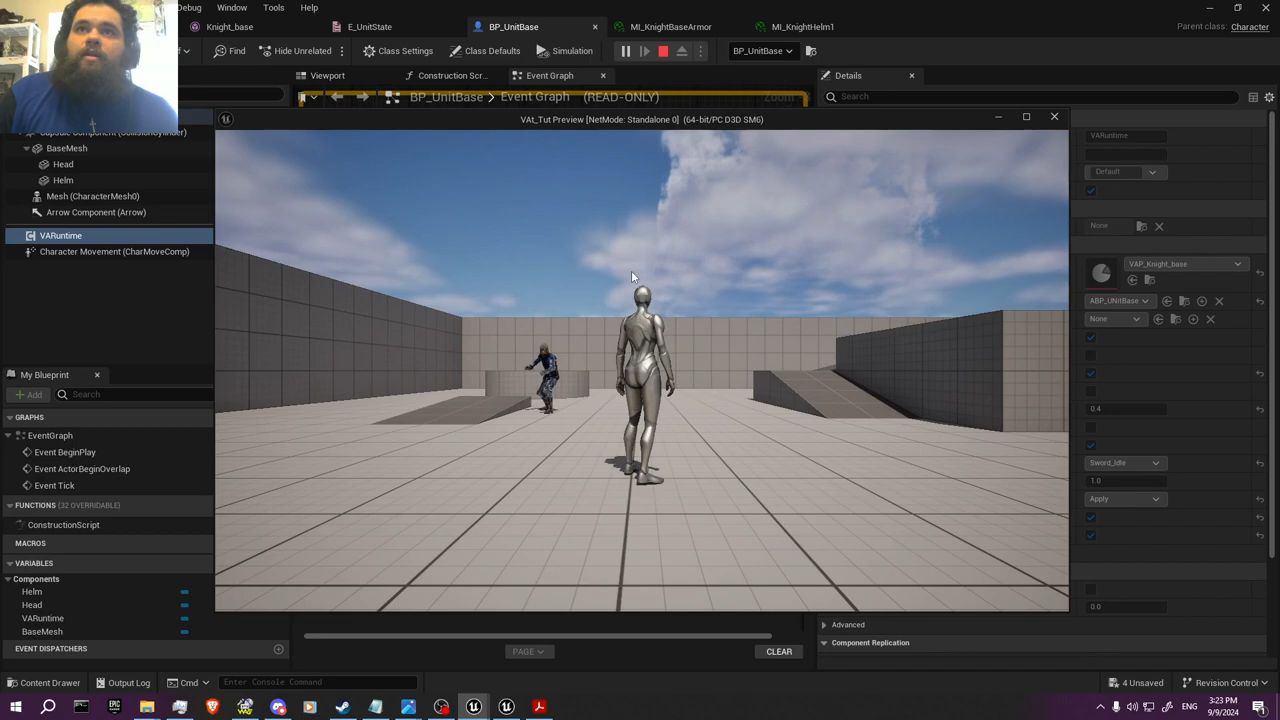 Debug
Window
Tools
Help
Knight_base
E_UnitState
BP_UnitBase
MI_KnightBaseArmor
MI_KnightHelm1
Parent class:
Character
Find
Hide Unrelated
Class Settings
Class Defaults
Simulation
BP_UnitBase
Viewport
Construction Scr...
Event Graph
Details
BP_UnitBase > Event Graph (READ-ONLY)
Zoom
Search
VAt_Tut Preview [NetMode: Standalone 0] (64-bit/PC D3D SM6)
Capsule Component (CollisionCylinder)
BaseMesh
Head
Helm
Mesh (CharacterMesh0)
Arrow Component (Arrow)
VARuntime
Character Movement (CharMoveComp)
VARuntime
Default
None
VAP_Knight_base
ABP_UNitBase
None
0.4
Sword_Idle
1.0
Apply
0.0
Advanced
Component Replication
My Blueprint
+ Add
Search
GRAPHS
EventGraph
Event BeginPlay
Event ActorBeginOverlap
Event Tick
FUNCTIONS (32 OVERRIDABLE)
ConstructionScript
MACROS
VARIABLES
Components
Helm
Head
VARuntime
BaseMesh
EVENT DISPATCHERS
PAGE
CLEAR
Content Drawer
Output Log
Cmd
Enter Console Command
4 Unsaved
Revision Control
ENG
3:23 PM
9/9/2024